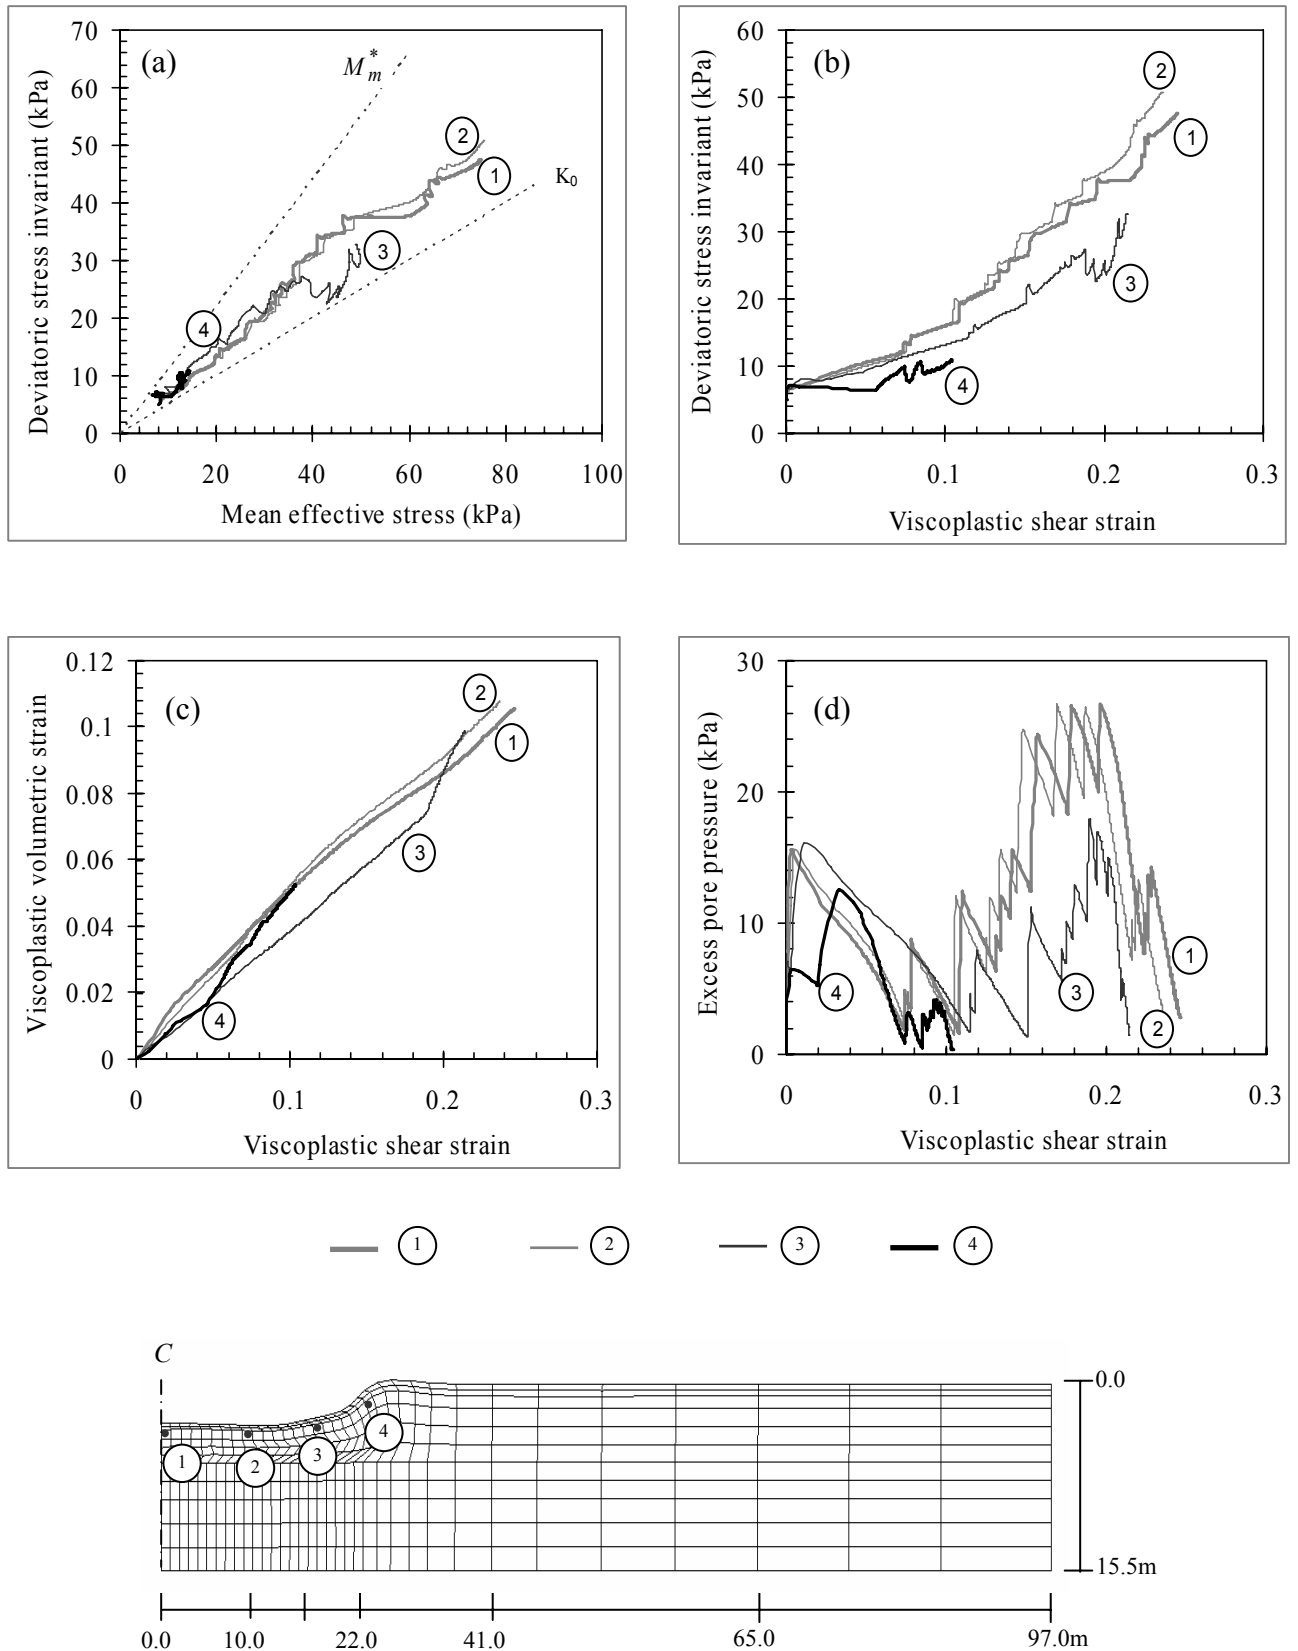 (a)
M*m
K₀
2
1
3
4
70
60
50
40
30
20
10
0
0 20 40 60 80 100
Deviatoric stress invariant (kPa)
Mean effective stress (kPa)
(b)
2
1
3
4
60
50
40
30
20
10
0
0 0.1 0.2 0.3
Deviatoric stress invariant (kPa)
Viscoplastic shear strain
(c)
2
1
3
4
0.12
0.1
0.08
0.06
0.04
0.02
0
0 0.1 0.2 0.3
Viscoplastic volumetric strain
Viscoplastic shear strain
(d)
1
2
3
4
30
20
10
0
0 0.1 0.2 0.3
Excess pore pressure (kPa)
Viscoplastic shear strain
1 2 3 4
C
0.0
4
3
1
2
15.5m
0.0 10.0 22.0 41.0 65.0 97.0m